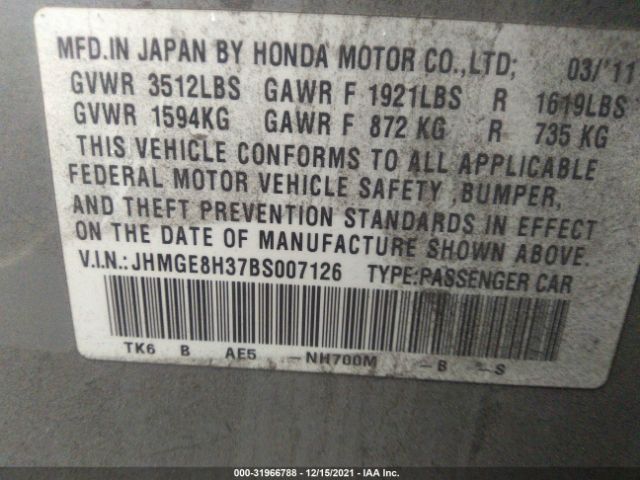 MFD.IN JAPAN BY HONDA MOTOR CO.,LTD; 03/'11
GVWR 3512LBS GAWR F 1921LBS R 1619LBS
GVWR 1594KG GAWR F 872 KG R 735 KG
THIS VEHICLE CONFORMS TO ALL APPLICABLE
FEDERAL MOTOR VEHICLE SAFETY ,BUMPER,
AND THEFT PREVENTION STANDARDS IN EFFECT
ON THE DATE OF MANUFACTURE SHOWN ABOVE.
V.I.N.:JHMGE8H37BS007126 TYPE:PASSENGER CAR
TK6 B AE5 -NH700M -B -S
000-31966788 - 12/15/2021 - IAA Inc.